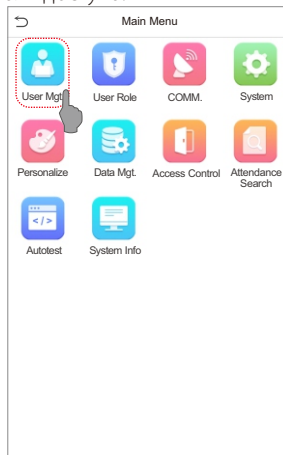 Main Menu
User Mgt.
User Role
COMM.
System
Personalize
Data Mgt.
Access Control
Attendance
Search
</>
Autotest
System Info